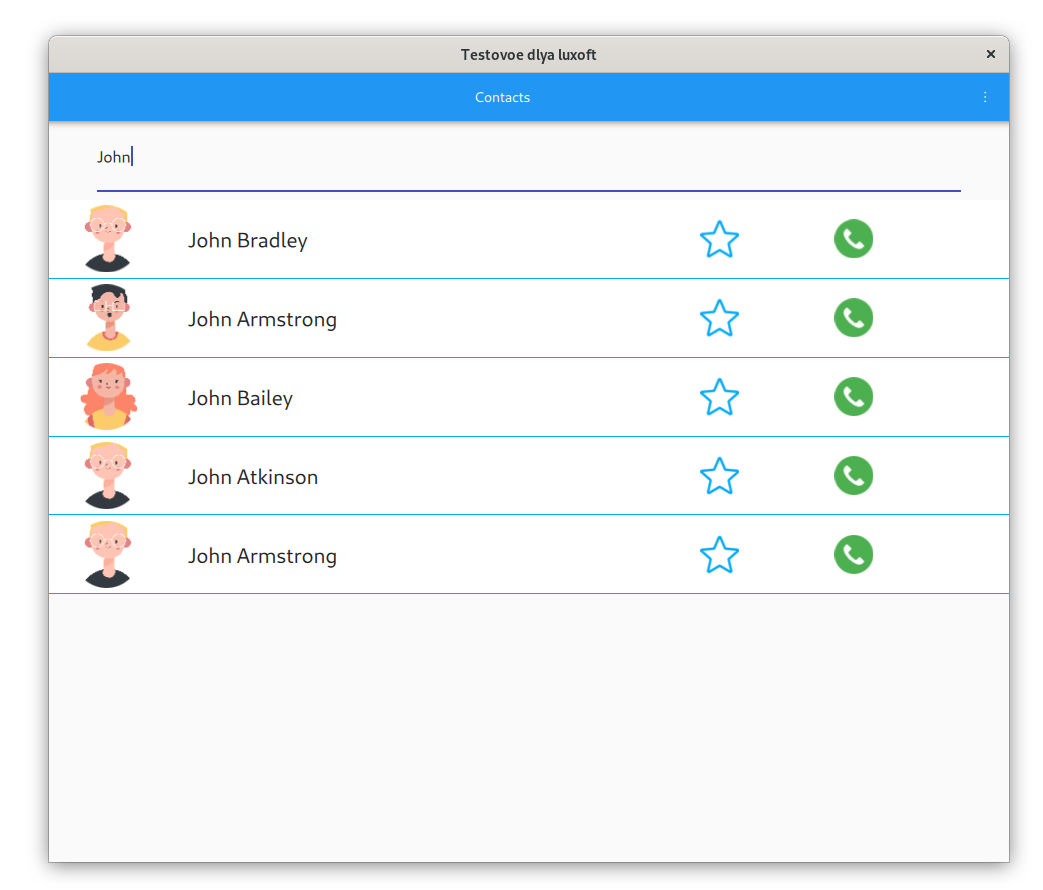 Testovoe dlya luxoft
Contacts
John
John Bradley
John Armstrong
John Bailey
John Atkinson
John Armstrong